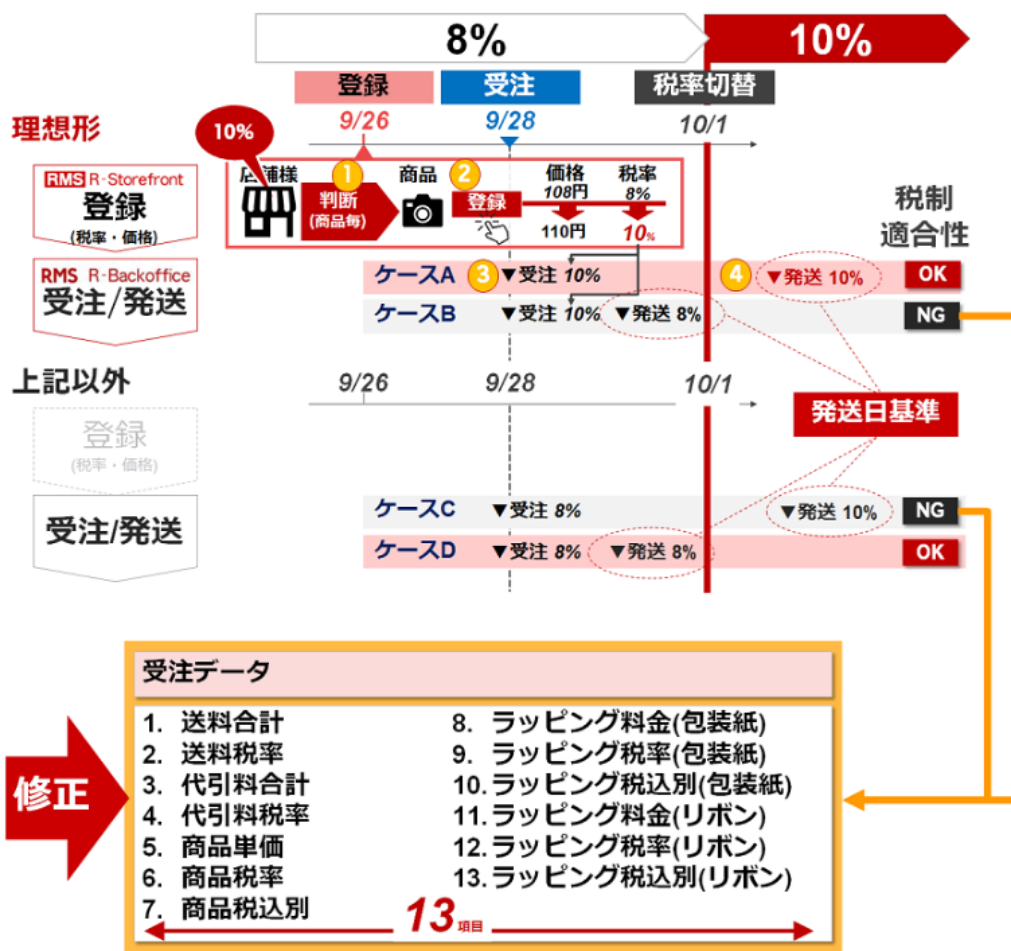 8%
10%
登録
受注
税率切替
9/26
9/28
10/1
理想形
10%
RMS R-Storefront
登録
(税率・価格)
店舗様
1
判断
(商品毎)
商品
2
登録
価格
108円
110円
税率
8%
10%
税制
適合性
RMS R-Backoffice
受注/発送
ケースA
3
▼受注 10%
4
▼発送 10%
OK
ケースB
▼受注 10%
▼発送 8%
NG
上記以外
9/26
9/28
10/1
登録
(税率・価格)
発送日基準
受注/発送
ケースC
▼受注 8%
▼発送 10%
NG
ケースD
▼受注 8%
▼発送 8%
OK
修正
受注データ
1. 送料合計
2. 送料税率
3. 代引料合計
4. 代引料税率
5. 商品単価
6. 商品税率
7. 商品税込別
8. ラッピング料金(包装紙)
9. ラッピング税率(包装紙)
10. ラッピング税込別(包装紙)
11. ラッピング料金(リボン)
12. ラッピング税率(リボン)
13. ラッピング税込別(リボン)
13項目